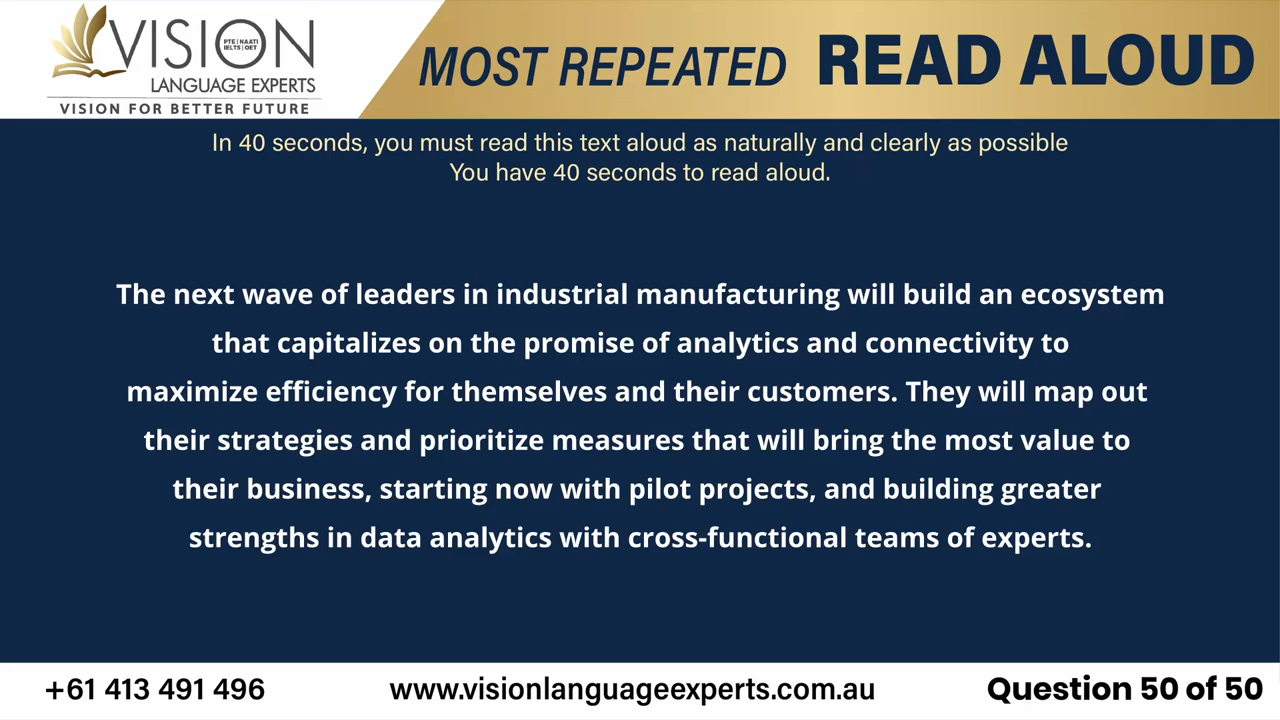 VISION
PTE | NAATI
IELTS | OET
LANGUAGE EXPERTS
VISION FOR BETTER FUTURE
MOST REPEATED READ ALOUD
In 40 seconds, you must read this text aloud as naturally and clearly as possible
You have 40 seconds to read aloud.
The next wave of leaders in industrial manufacturing will build an ecosystem
that capitalizes on the promise of analytics and connectivity to
maximize efficiency for themselves and their customers. They will map out
their strategies and prioritize measures that will bring the most value to
their business, starting now with pilot projects, and building greater
strengths in data analytics with cross-functional teams of experts.
+61 413 491 496 www.visionlanguageexperts.com.au Question 50 of 50